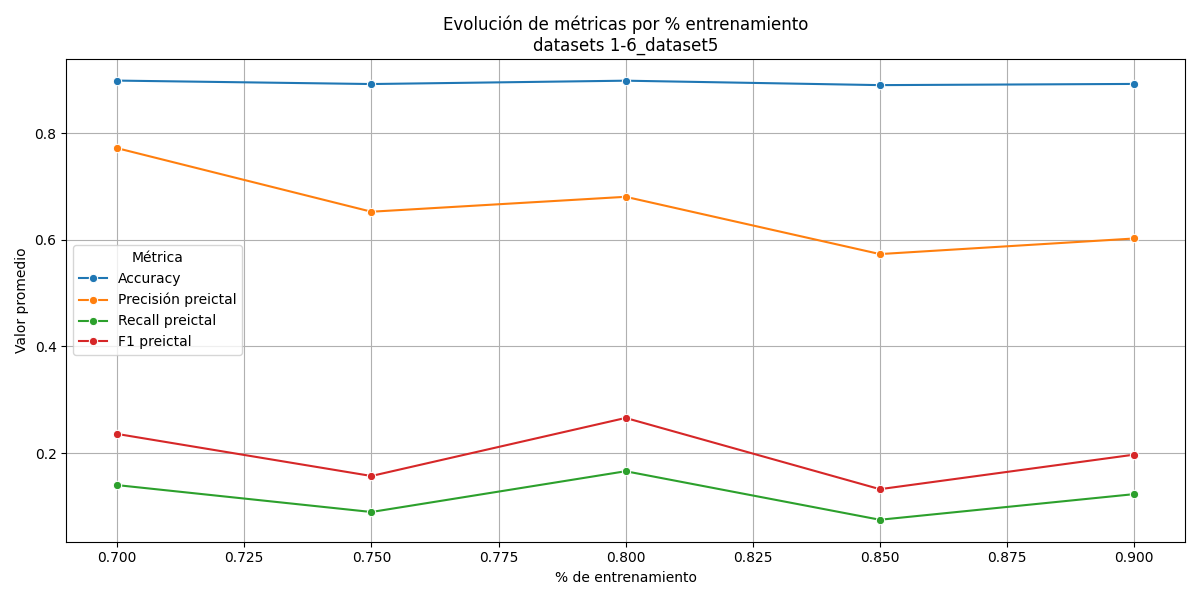 Evolución de métricas por % entrenamiento
datasets 1-6_dataset5
Valor promedio
0.8
0.6
0.4
0.2
Métrica
Accuracy
Precisión preictal
Recall preictal
F1 preictal
0.700 0.725 0.750 0.775 0.800 0.825 0.850 0.875 0.900
% de entrenamiento